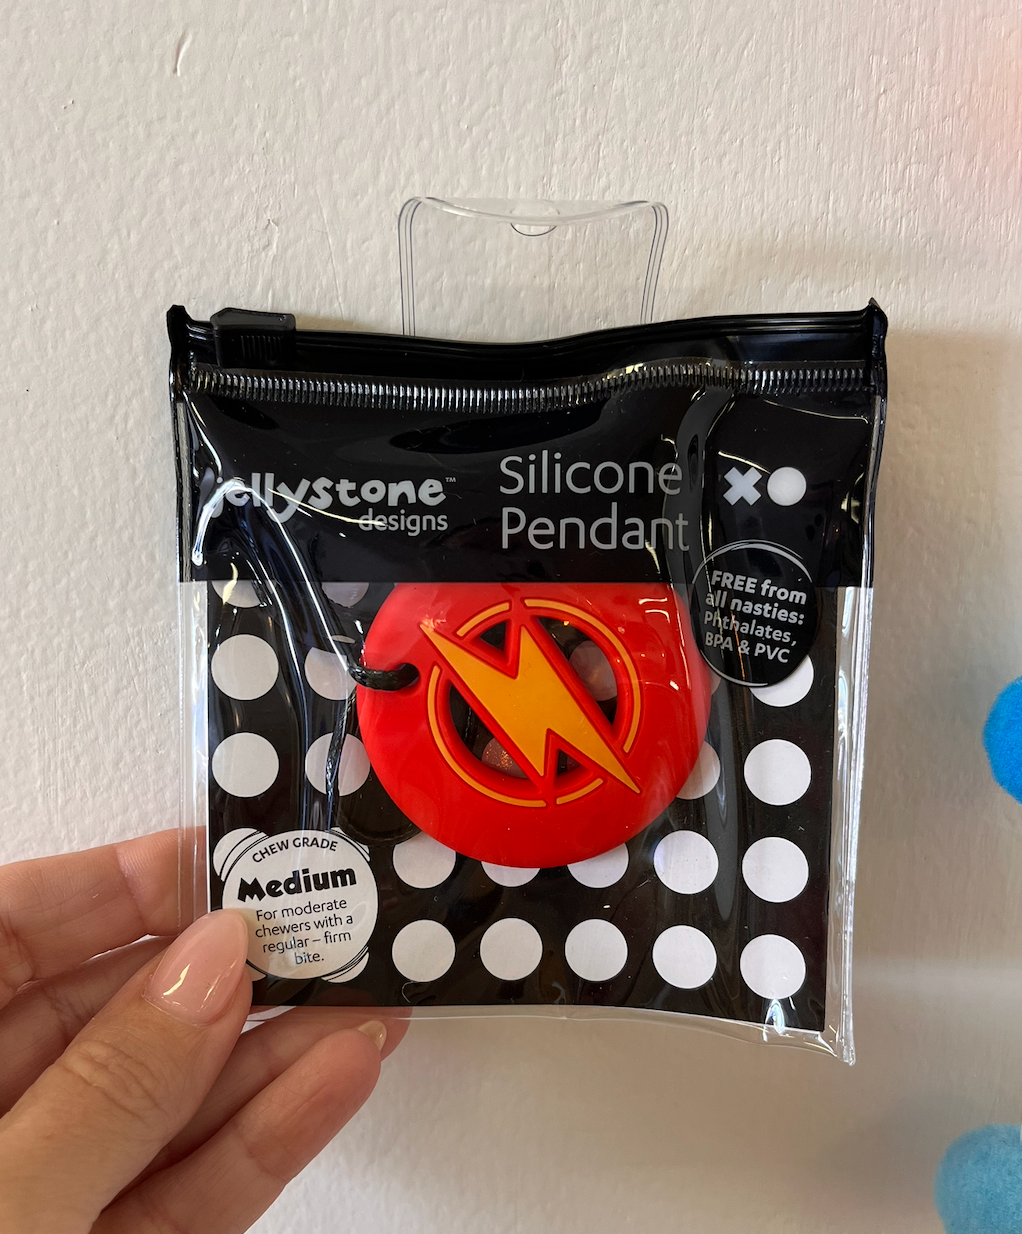 jellystone™
designs
Silicone
Pendant
FREE from
all nasties:
Phthalates,
BPA & PVC
CHEW GRADE
Medium
For moderate
chewers with a
regular – firm
bite.